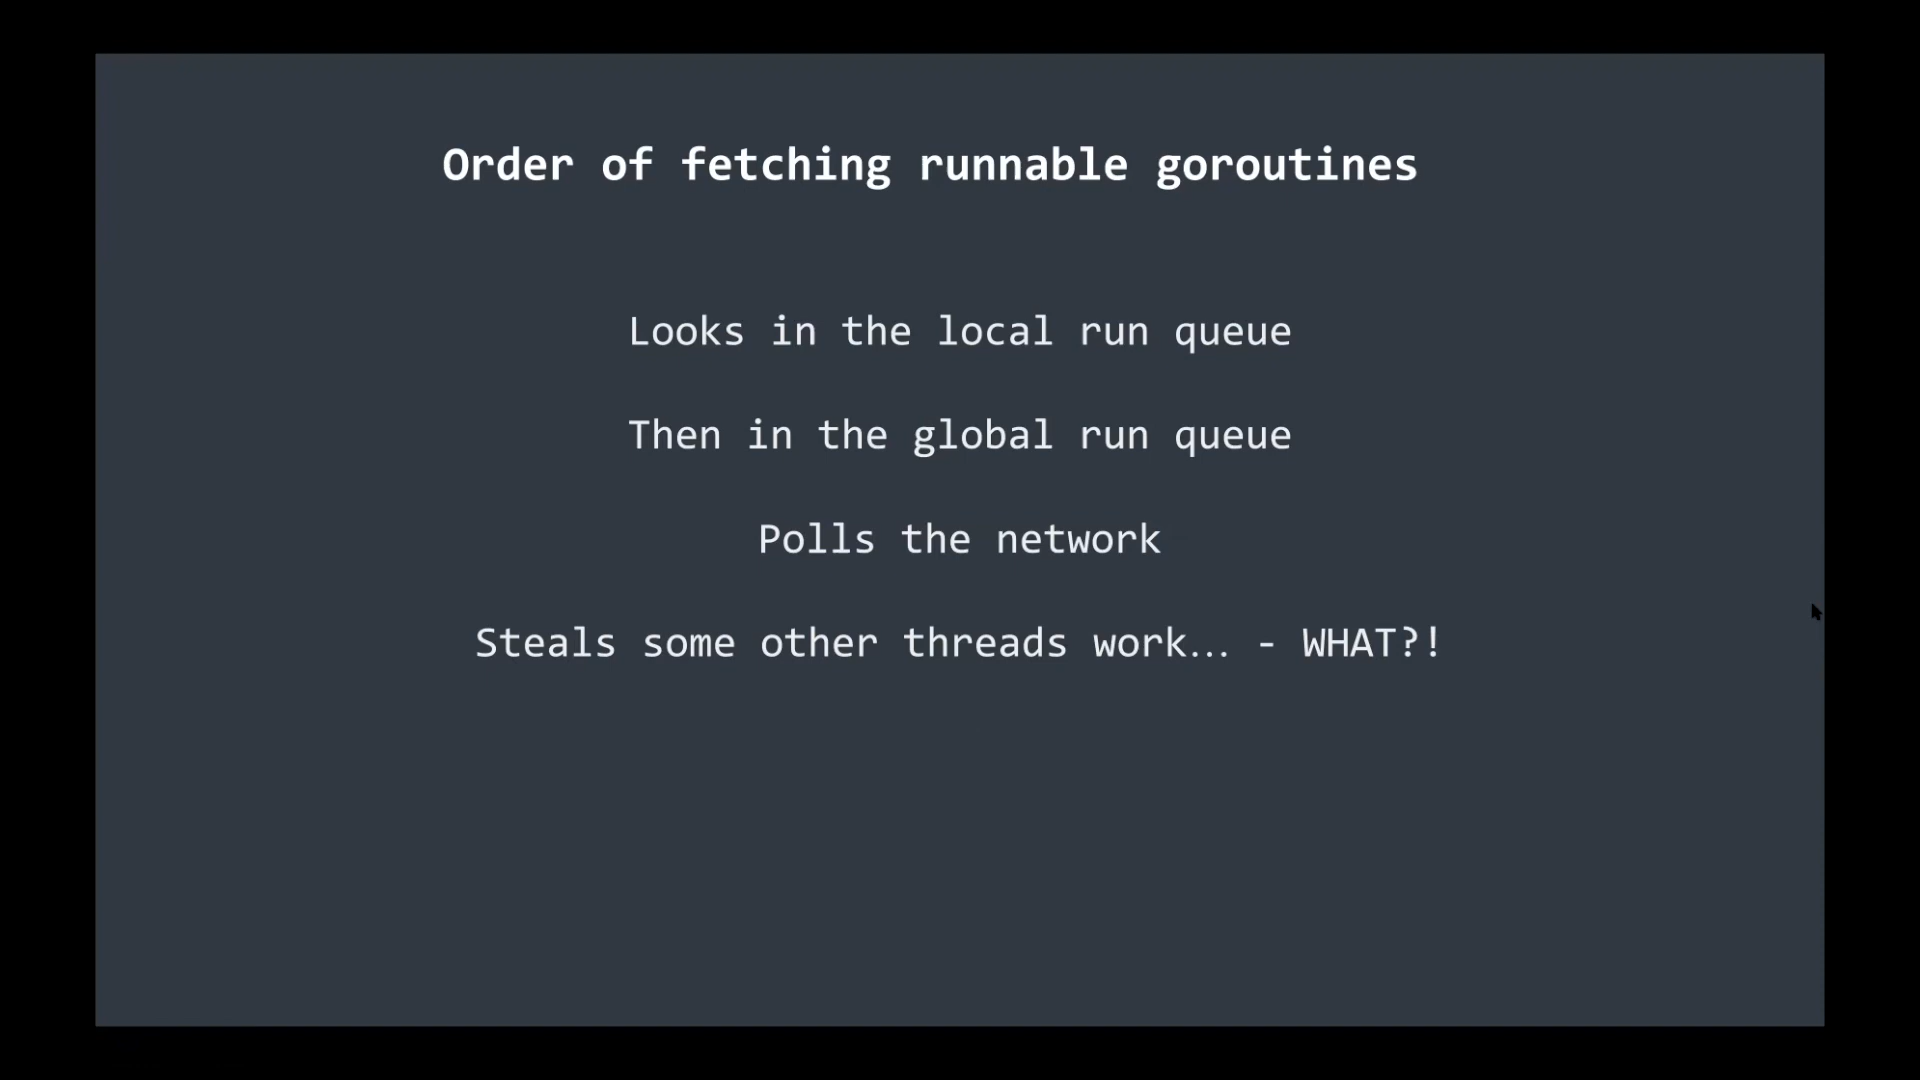 Order of fetching runnable goroutines
Looks in the local run queue
Then in the global run queue
Polls the network
Steals some other threads work... - WHAT?!